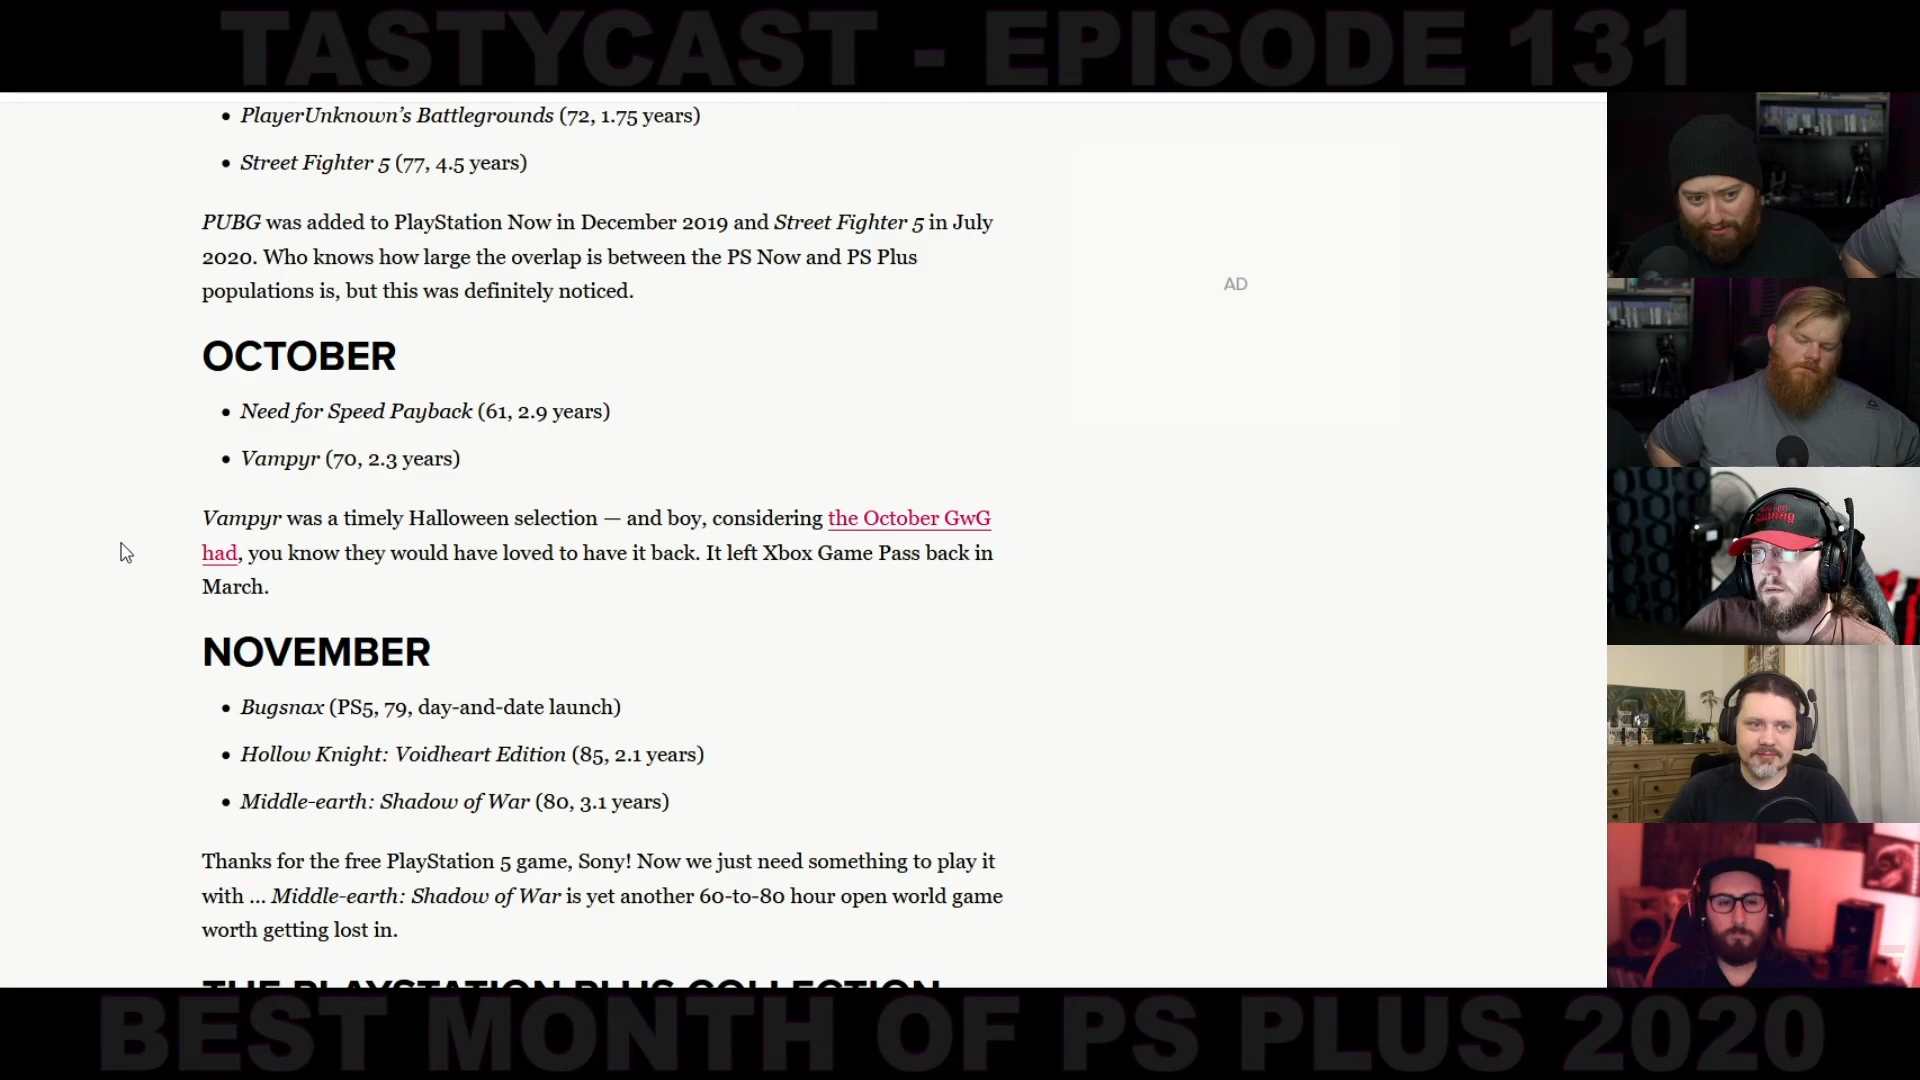 TASTYCAST - EPISODE 131
• PlayerUnknown’s Battlegrounds (72, 1.75 years)
• Street Fighter 5 (77, 4.5 years)
PUBG was added to PlayStation Now in December 2019 and Street Fighter 5 in July
2020. Who knows how large the overlap is between the PS Now and PS Plus
populations is, but this was definitely noticed.
AD
OCTOBER
• Need for Speed Payback (61, 2.9 years)
• Vampyr (70, 2.3 years)
Vampyr was a timely Halloween selection — and boy, considering the October GwG
had, you know they would have loved to have it back. It left Xbox Game Pass back in
March.
NOVEMBER
• Bugsnax (PS5, 79, day-and-date launch)
• Hollow Knight: Voidheart Edition (85, 2.1 years)
• Middle-earth: Shadow of War (80, 3.1 years)
Thanks for the free PlayStation 5 game, Sony! Now we just need something to play it
with ... Middle-earth: Shadow of War is yet another 60-to-80 hour open world game
worth getting lost in.
THE PLAYSTATION PLUS COLLECTION
BEST MONTH OF PS PLUS 2020